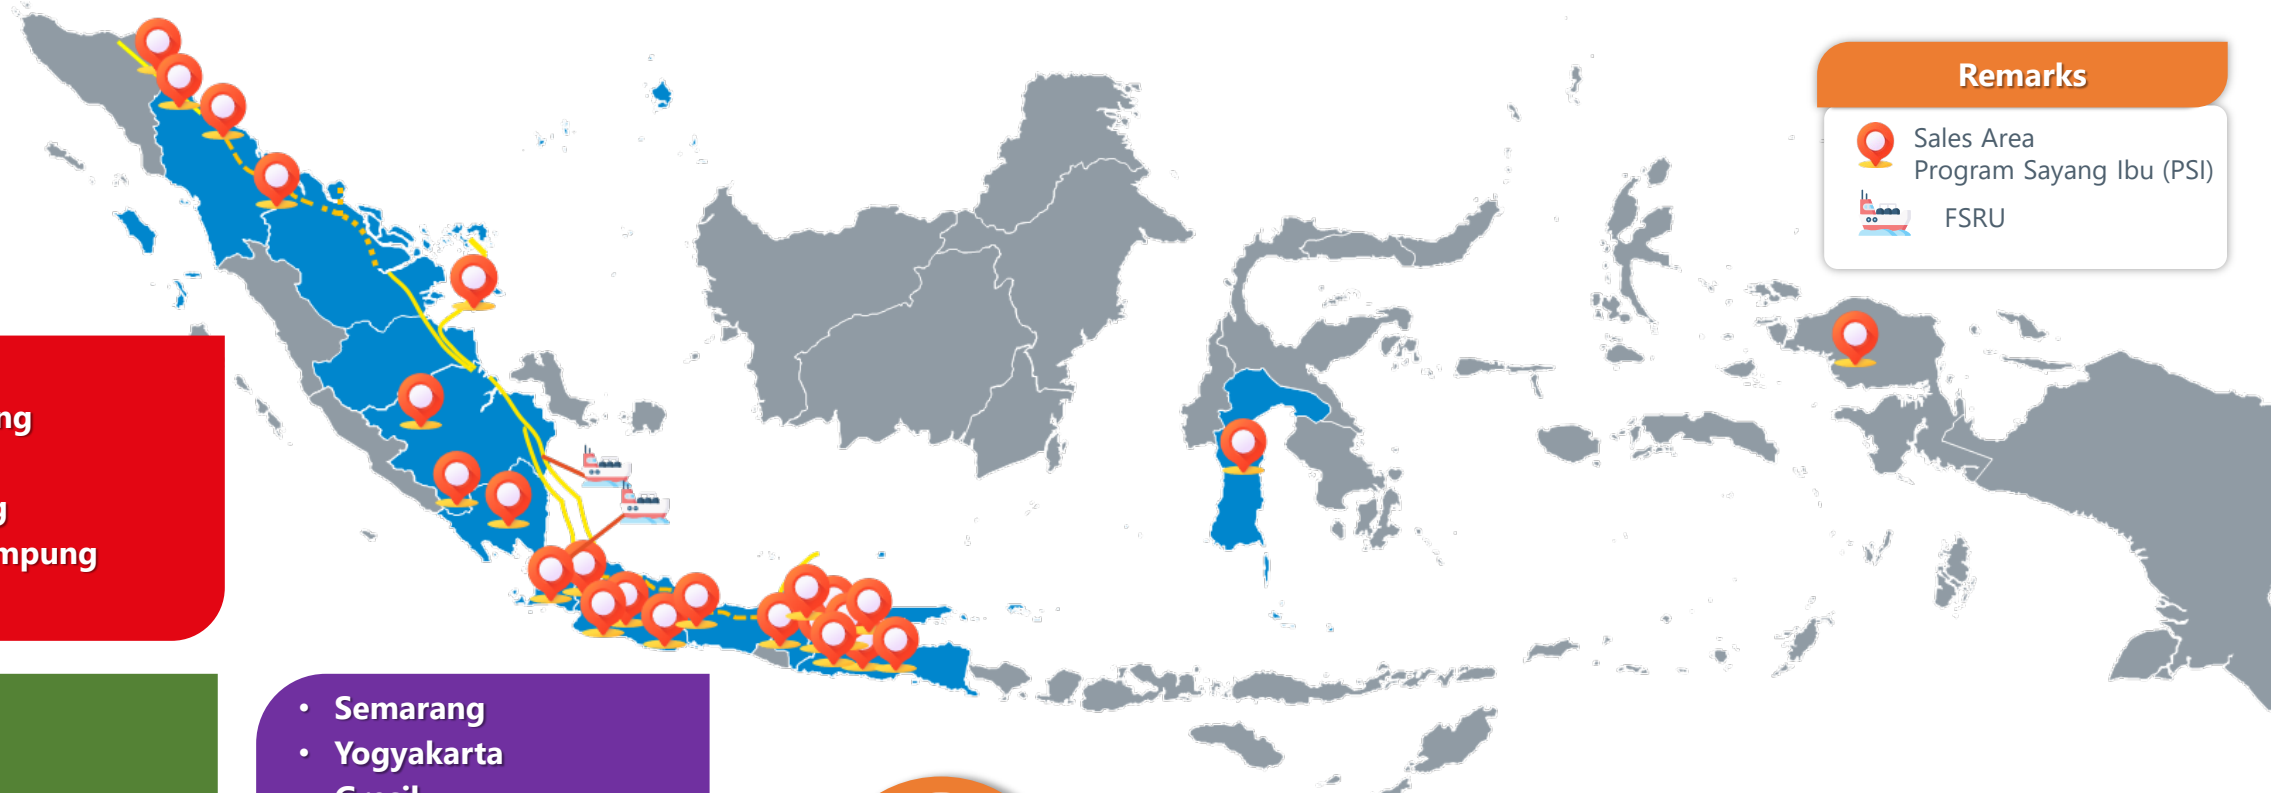 Remarks
Sales Area
Program Sayang Ibu (PSI)
FSRU
ng
g
mpung
• Semarang
• Yogyakarta